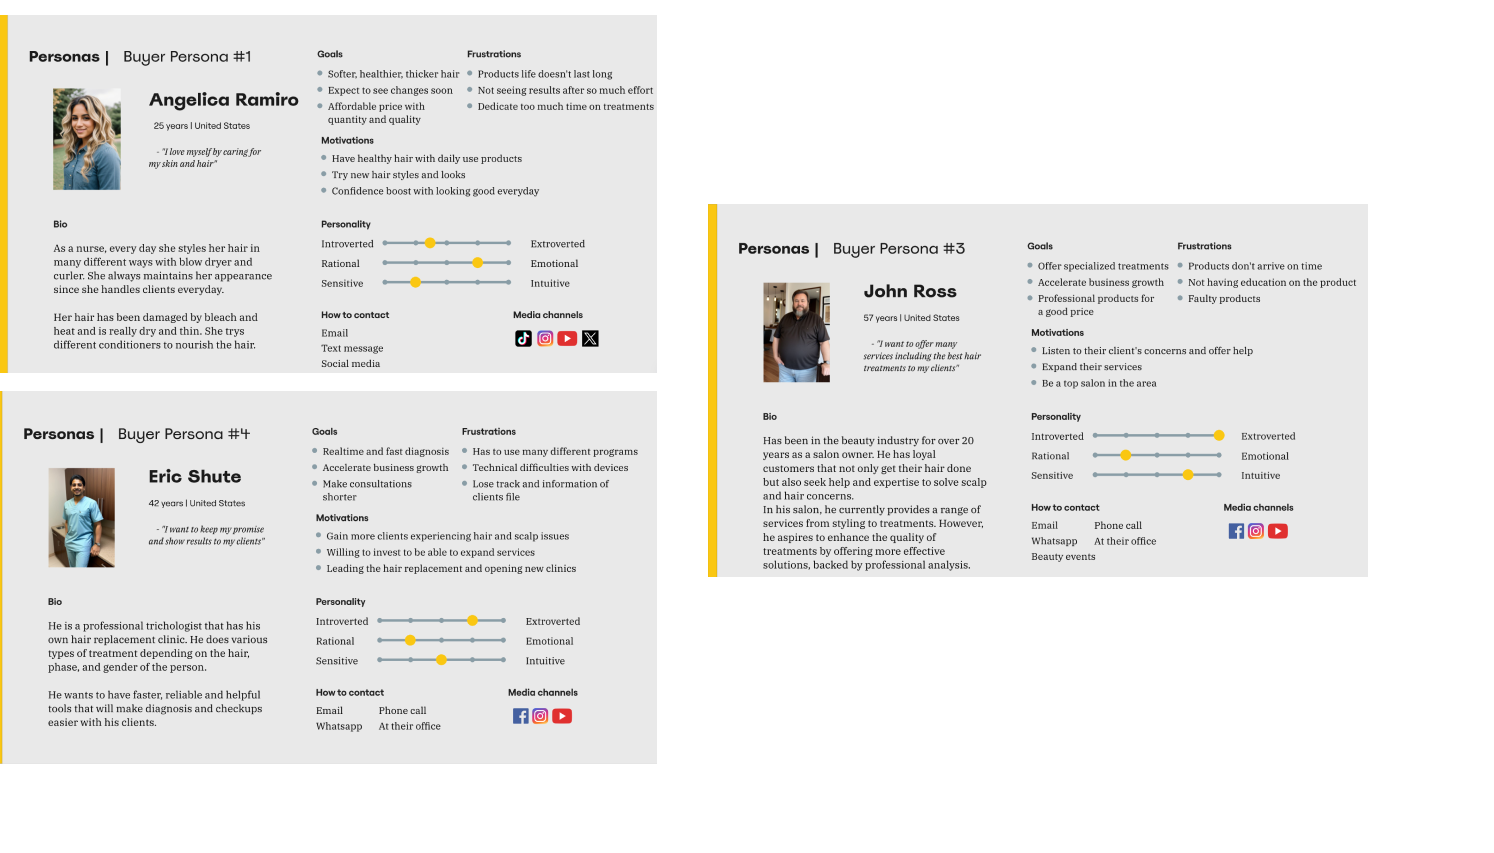 Personas | Buyer Persona #1
Angelica Ramiro
25 years | United States
- "I love myself by caring for
my skin and hair"
Goals
Softer, healthier, thicker hair
Expect to see changes soon
Affordable price with
quantity and quality
Frustrations
Products life doesn't last long
Not seeing results after so much effort
Dedicate too much time on treatments
Motivations
Have healthy hair with daily use products
Try new hair styles and looks
Confidence boost with looking good everyday
Bio
As a nurse, every day she styles her hair in
many different ways with blow dryer and
curler. She always maintains her appearance
since she handles clients everyday.
Her hair has been damaged by bleach and
heat and is really dry and thin. She trys
different conditioners to nourish the hair.
Personality
Introverted Extroverted
Rational Emotional
Sensitive Intuitive
How to contact
Email
Text message
Social media
Media channels
Personas | Buyer Persona #4
Eric Shute
42 years | United States
- "I want to keep my promise
and show results to my clients"
Goals
Realtime and fast diagnosis
Accelerate business growth
Make consultations
shorter
Frustrations
Has to use many different programs
Technical difficulties with devices
Lose track and information of
clients file
Motivations
Gain more clients experiencing hair and scalp issues
Willing to invest to be able to expand services
Leading the hair replacement and opening new clinics
Bio
He is a professional trichologist that has his
own hair replacement clinic. He does various
types of treatment depending on the hair,
phase, and gender of the person.
He wants to have faster, reliable and helpful
tools that will make diagnosis and checkups
easier with his clients.
Personality
Introverted Extroverted
Rational Emotional
Sensitive Intuitive
How to contact
Email Phone call
Whatsapp At their office
Media channels
Personas | Buyer Persona #3
John Ross
57 years | United States
- "I want to offer many
services including the best hair
treatments to my clients"
Goals
Offer specialized treatments
Accelerate business growth
Professional products for
a good price
Frustrations
Products don't arrive on time
Not having education on the product
Faulty products
Motivations
Listen to their client's concerns and offer help
Expand their services
Be a top salon in the area
Bio
Has been in the beauty industry for over 20
years as a salon owner. He has loyal
customers that not only get their hair done
but also seek help and expertise to solve scalp
and hair concerns.
In his salon, he currently provides a range of
services from styling to treatments. However,
he aspires to enhance the quality of
treatments by offering more effective
solutions, backed by professional analysis.
Personality
Introverted Extroverted
Rational Emotional
Sensitive Intuitive
How to contact
Email Phone call
Whatsapp At their office
Beauty events
Media channels